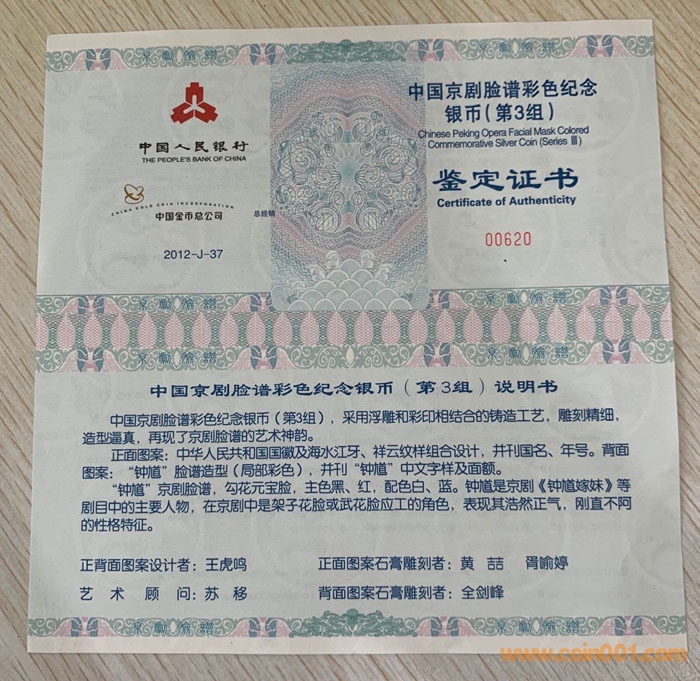 中国人民银行
THE PEOPLE'S BANK OF CHINA
CHINA GOLD COIN INCORPORATION
中国金币总公司
总经销
2012-J-37
中国京剧脸谱彩色纪念
银币(第3组)
Chinese Peking Opera Facial Mask Colored
Commemorative Silver Coin (Series Ⅲ)
鉴定证书
Certificate of Authenticity
00620
中国京剧脸谱彩色纪念银币(第3组)说明书
中国京剧脸谱彩色纪念银币(第3组),采用浮雕和彩印相结合的铸造工艺,雕刻精细,
造型逼真,再现了京剧脸谱的艺术神韵。
正面图案:中华人民共和国国徽及海水江牙、祥云纹样组合设计,并刊国名、年号。背面
图案:“钟馗”脸谱造型(局部彩色),并刊“钟馗”中文字样及面额。
“钟馗”京剧脸谱,勾花元宝脸,主色黑、红,配色白、蓝。钟馗是京剧《钟馗嫁妹》等
剧目中的主要人物,在京剧中是架子花脸或武花脸应工的角色,表现其浩然正气,刚直不阿
的性格特征。
正背面图案设计者:王虎鸣
正面图案石膏雕刻者:黄喆 胥喻婷
艺术顾问:苏移
背面图案石膏雕刻者:全剑峰
www.coin001.com